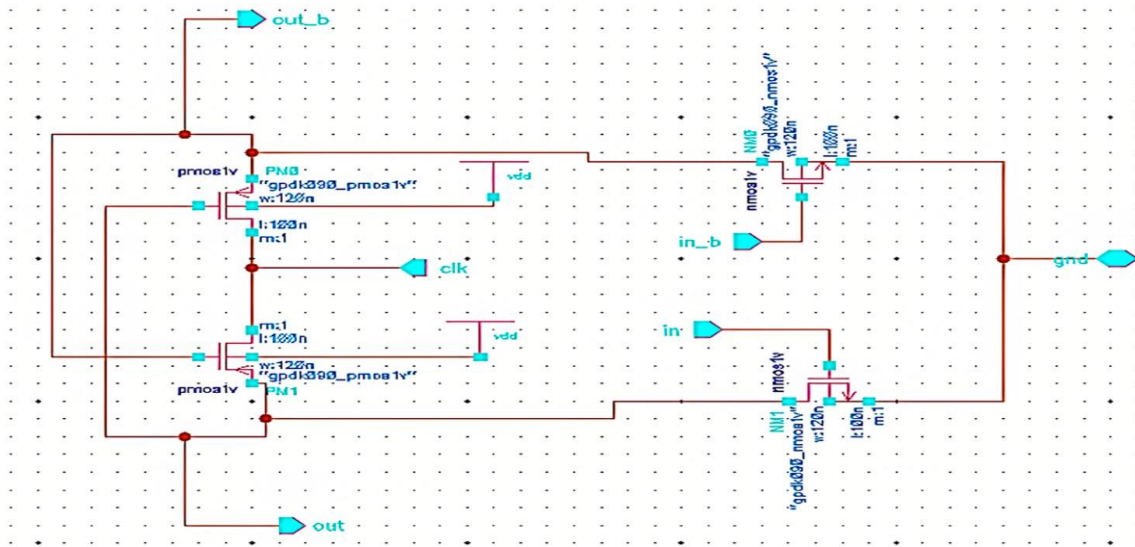 out_b
pmos1v
PM0
"gpdk090_pmos1v"
w:120n
l:100n
m:1
vdd
clk
m:1
l:100n
w:120n
"gpdk090_pmos1v"
pmos1v
PM1
vdd
out
NM0
"gpdk090_nmos1v"
w:120n
l:100n
m:1
nmos1v
in_b
gnd
in
nmos1v
NM1
"gpdk090_nmos1v"
w:120n
l:100n
m:1